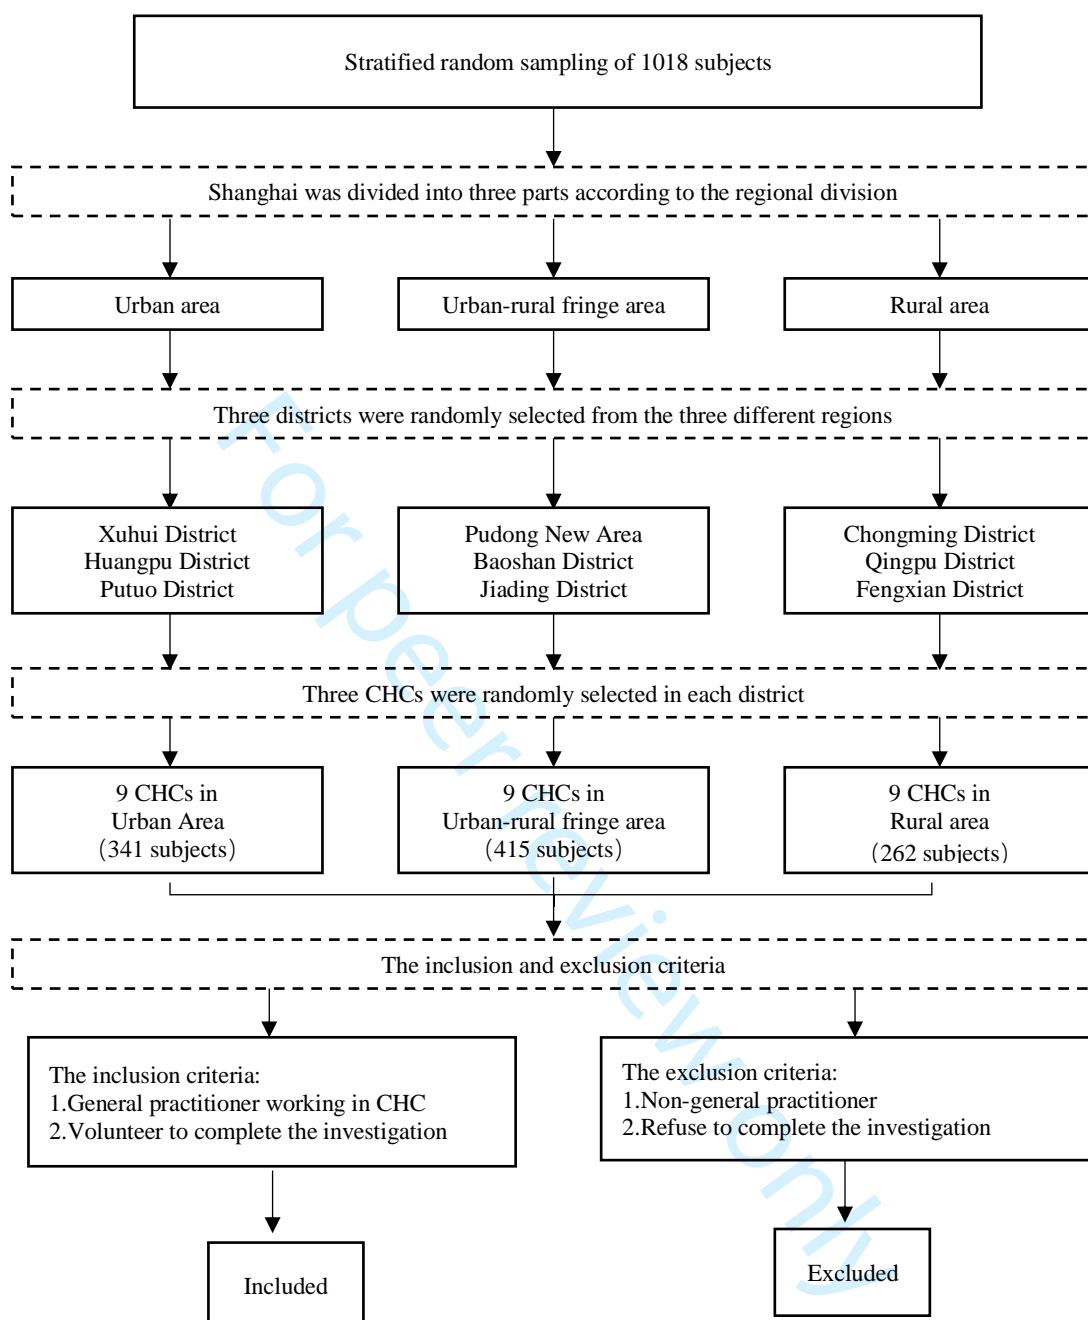 Stratified random sampling of 1018 subjects
Shanghai was divided into three parts according to the regional division
Urban area
Urban-rural fringe area
Rural area
Three districts were randomly selected from the three different regions
Xuhui District
Huangpu District
Putuo District
Pudong New Area
Baoshan District
Jiading District
Chongming District
Qingpu District
Fengxian District
Three CHCs were randomly selected in each district
9 CHCs in
Urban Area
(341 subjects)
9 CHCs in
Urban-rural fringe area
(415 subjects)
9 CHCs in
Rural area
(262 subjects)
The inclusion and exclusion criteria
The inclusion criteria:
1.General practitioner working in CHC
2.Volunteer to complete the investigation
The exclusion criteria:
1.Non-general practitioner
2.Refuse to complete the investigation
Included
Excluded
For peer review only